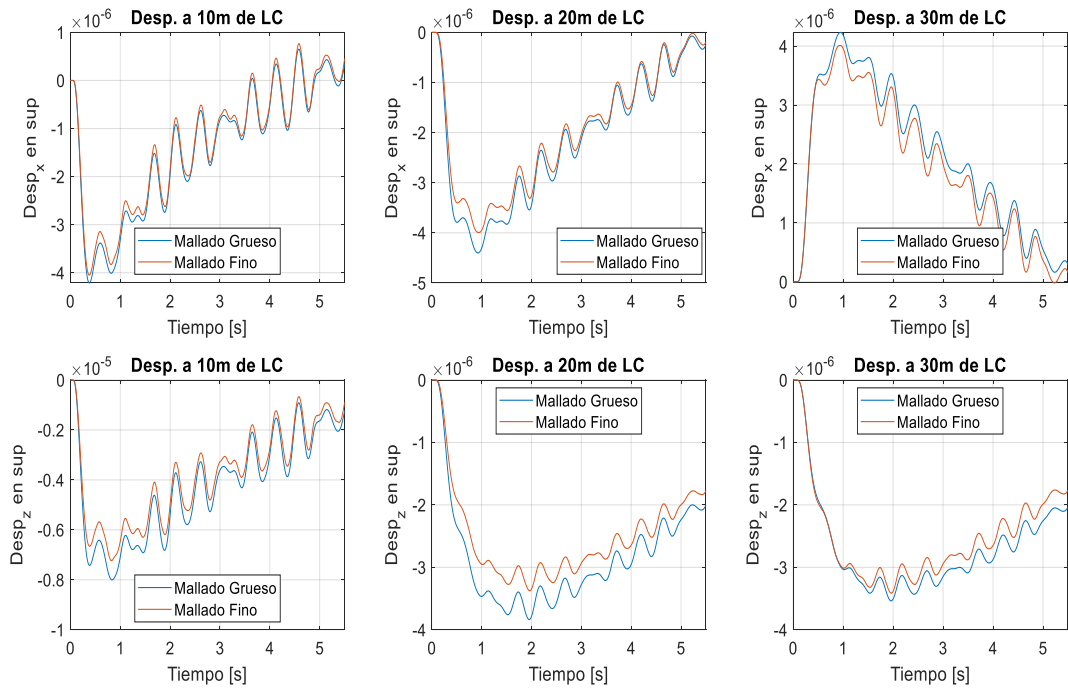 Desp. a 10m de LC
×10-6
Desp_x en sup
1
0
-1
-2
-3
-4
0 1 2 3 4 5
Tiempo [s]
Mallado Grueso
Mallado Fino
Desp. a 20m de LC
×10-6
Desp_x en sup
0
-1
-2
-3
-4
-5
0 1 2 3 4 5
Tiempo [s]
Mallado Grueso
Mallado Fino
Desp. a 30m de LC
×10-6
Desp_x en sup
4
3
2
1
0
0 1 2 3 4 5
Tiempo [s]
Mallado Grueso
Mallado Fino
Desp. a 10m de LC
×10-5
Desp_z en sup
0
-0.2
-0.4
-0.6
-0.8
-1
0 1 2 3 4 5
Tiempo [s]
Mallado Grueso
Mallado Fino
Desp. a 20m de LC
×10-6
Desp_z en sup
0
-1
-2
-3
-4
0 1 2 3 4 5
Tiempo [s]
Mallado Grueso
Mallado Fino
Desp. a 30m de LC
×10-6
Desp_z en sup
0
-1
-2
-3
-4
0 1 2 3 4 5
Tiempo [s]
Mallado Grueso
Mallado Fino